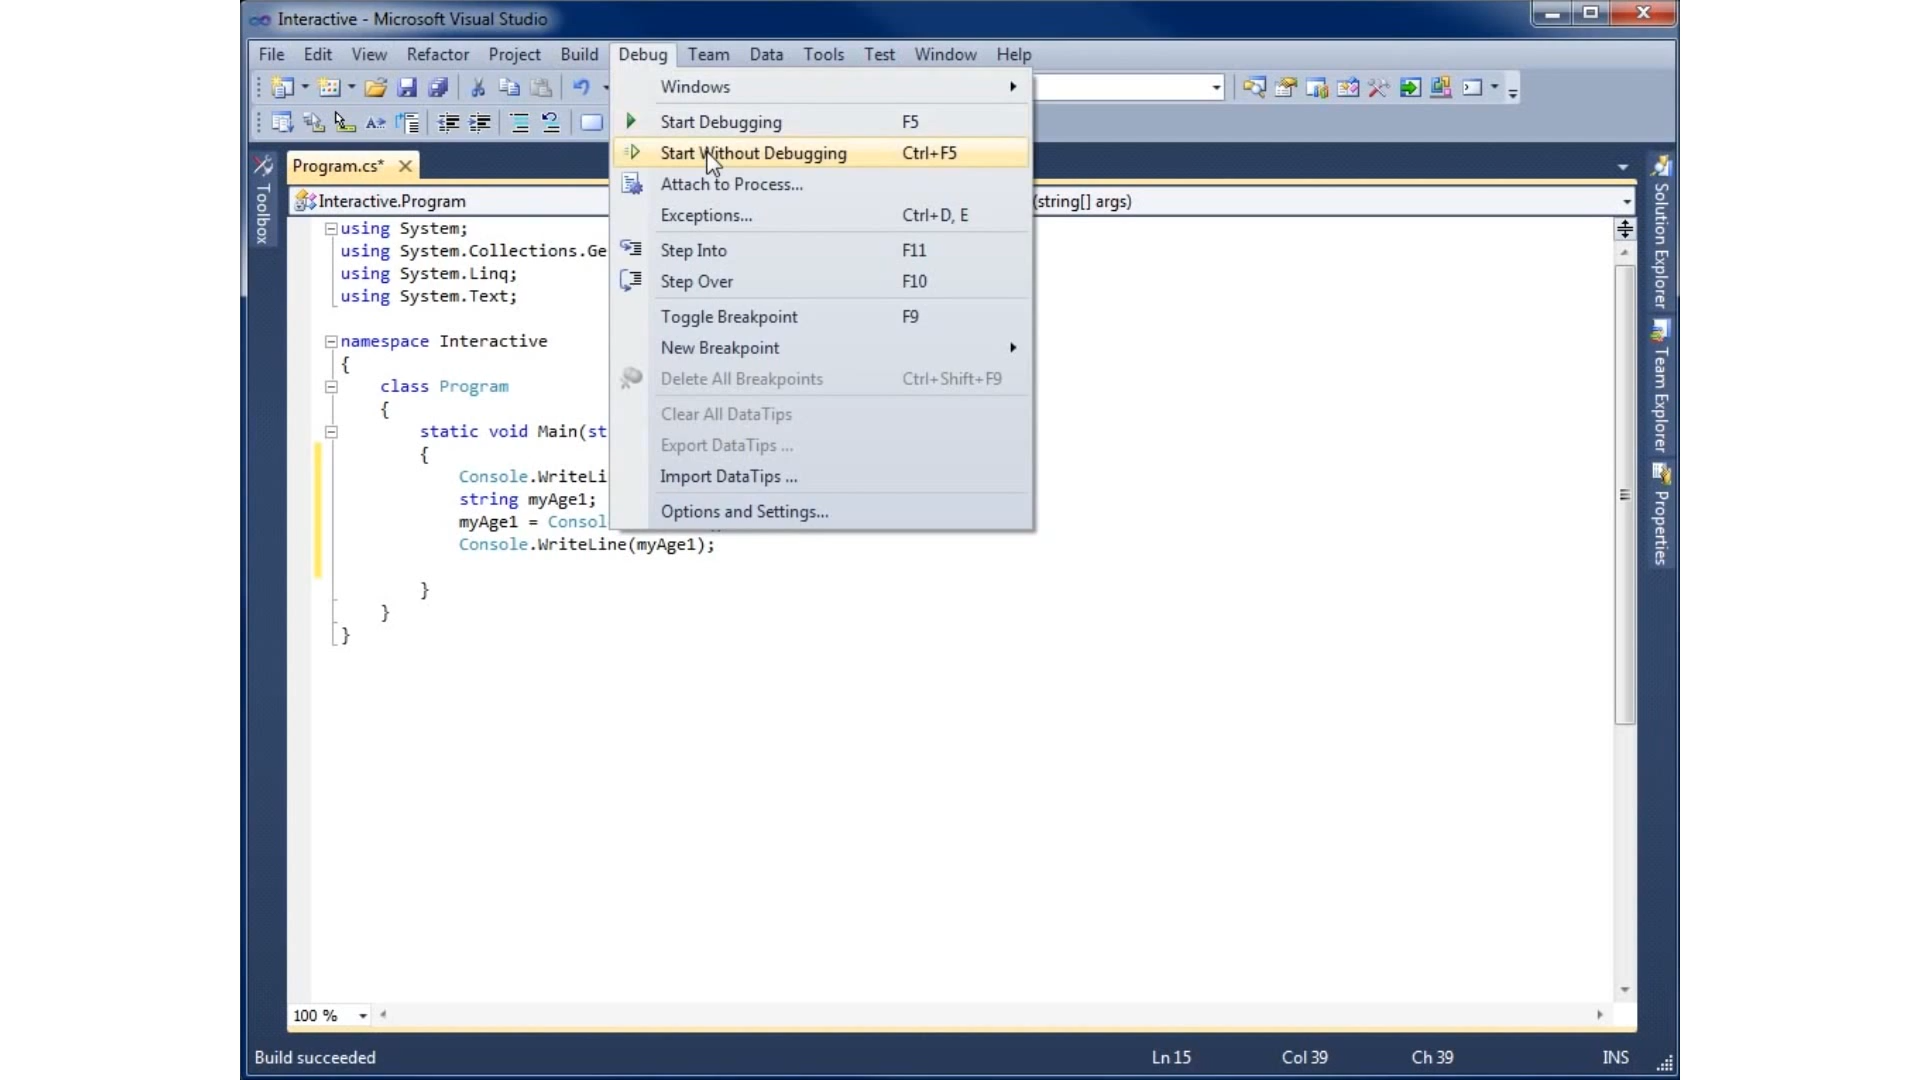 Interactive - Microsoft Visual Studio
File Edit View Refactor Project Build Debug Team Data Tools Test Window Help
Windows
Start Debugging F5
Start Without Debugging Ctrl+F5
Attach to Process...
Exceptions... Ctrl+D, E
Step Into F11
Step Over F10
Toggle Breakpoint F9
New Breakpoint
Delete All Breakpoints Ctrl+Shift+F9
Clear All DataTips
Export DataTips ...
Import DataTips ...
Options and Settings...
Toolbox
Program.cs*
Interactive.Program
(string[] args)
using System;
using System.Collections.Ge
using System.Linq;
using System.Text;
namespace Interactive
{
class Program
{
static void Main(st
{
Console.WriteLi
string myAge1;
myAge1 = Consol
Console.WriteLine(myAge1);
}
}
}
Solution Explorer
Team Explorer
Properties
100 %
Build succeeded Ln 15 Col 39 Ch 39 INS